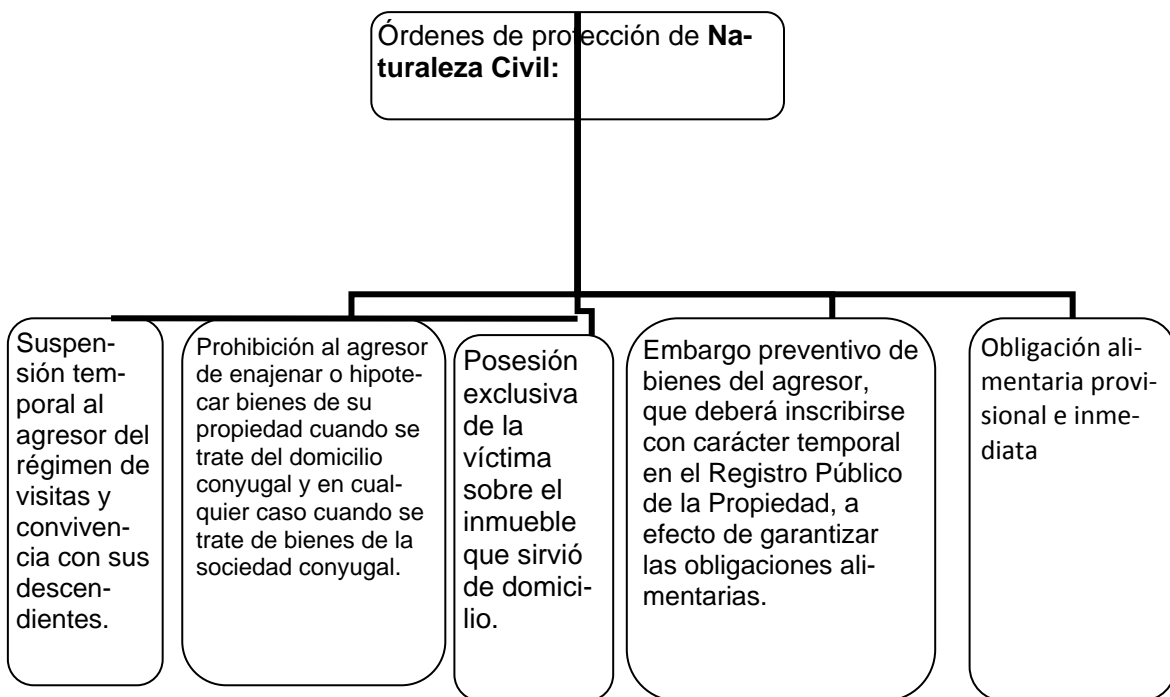 Órdenes de protección de Na-
turaleza Civil:
Suspen-
sión tem-
poral al
agresor del
régimen de
visitas y
conviven-
cia con sus
descen-
dientes.
Prohibición al agresor
de enajenar o hipote-
car bienes de su
propiedad cuando se
trate del domicilio
conyugal y en cual-
quier caso cuando se
trate de bienes de la
sociedad conyugal.
Posesión
exclusiva
de la
víctima
sobre el
inmueble
que sirvió
de domici-
lio.
Embargo preventivo de
bienes del agresor,
que deberá inscribirse
con carácter temporal
en el Registro Público
de la Propiedad, a
efecto de garantizar
las obligaciones ali-
mentarias.
Obligación ali-
mentaria provi-
sional e inme-
diata